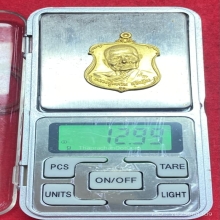 12.99
PCS
TARE
ON/OFF
UNITS
LIGHT